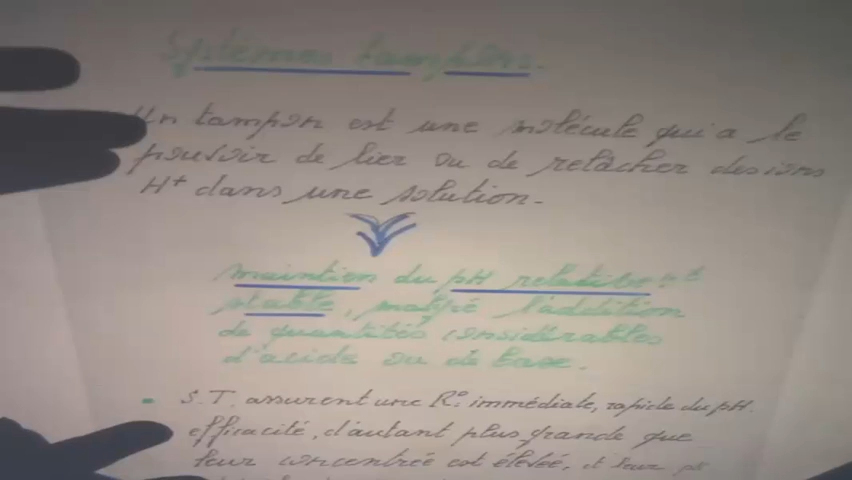 Systèmes tampons.
Un tampon est une molécule qui a le
pouvoir de lier ou de relâcher des ions
H+ dans une solution.
maintien du pH relativemt
stable, malgré l'addition
de quantités considérables
d'acide ou de base.
• S.T. assurent une R° immédiate, rapide du pH.
efficacité, d'autant plus grande que
leur concentrée est élevée, et leur